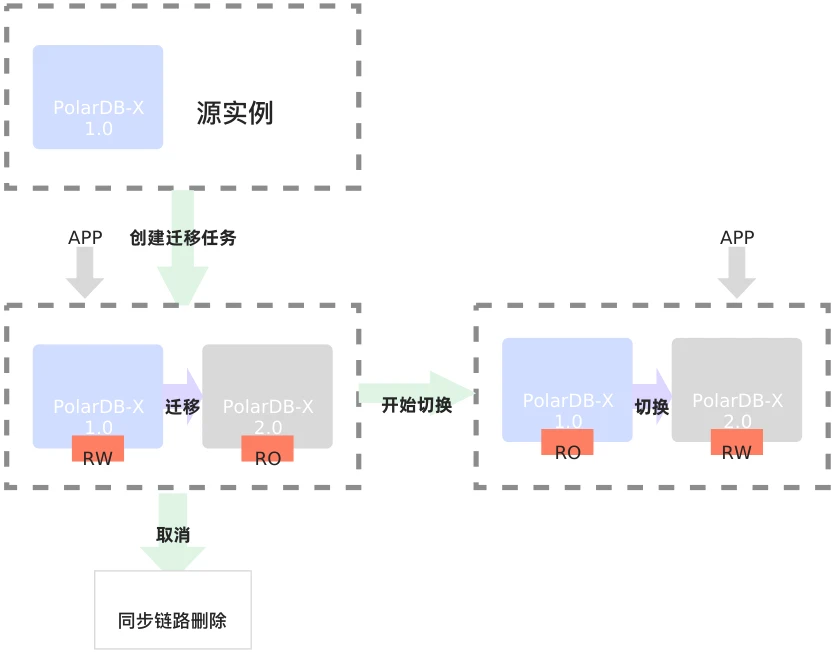 PolarDB-X
1.0
源实例
APP
创建迁移任务
APP
PolarDB-X
1.0
RW
迁移
PolarDB-X
2.0
RO
开始切换
PolarDB-X
1.0
RO
切换
PolarDB-X
2.0
RW
取消
同步链路删除